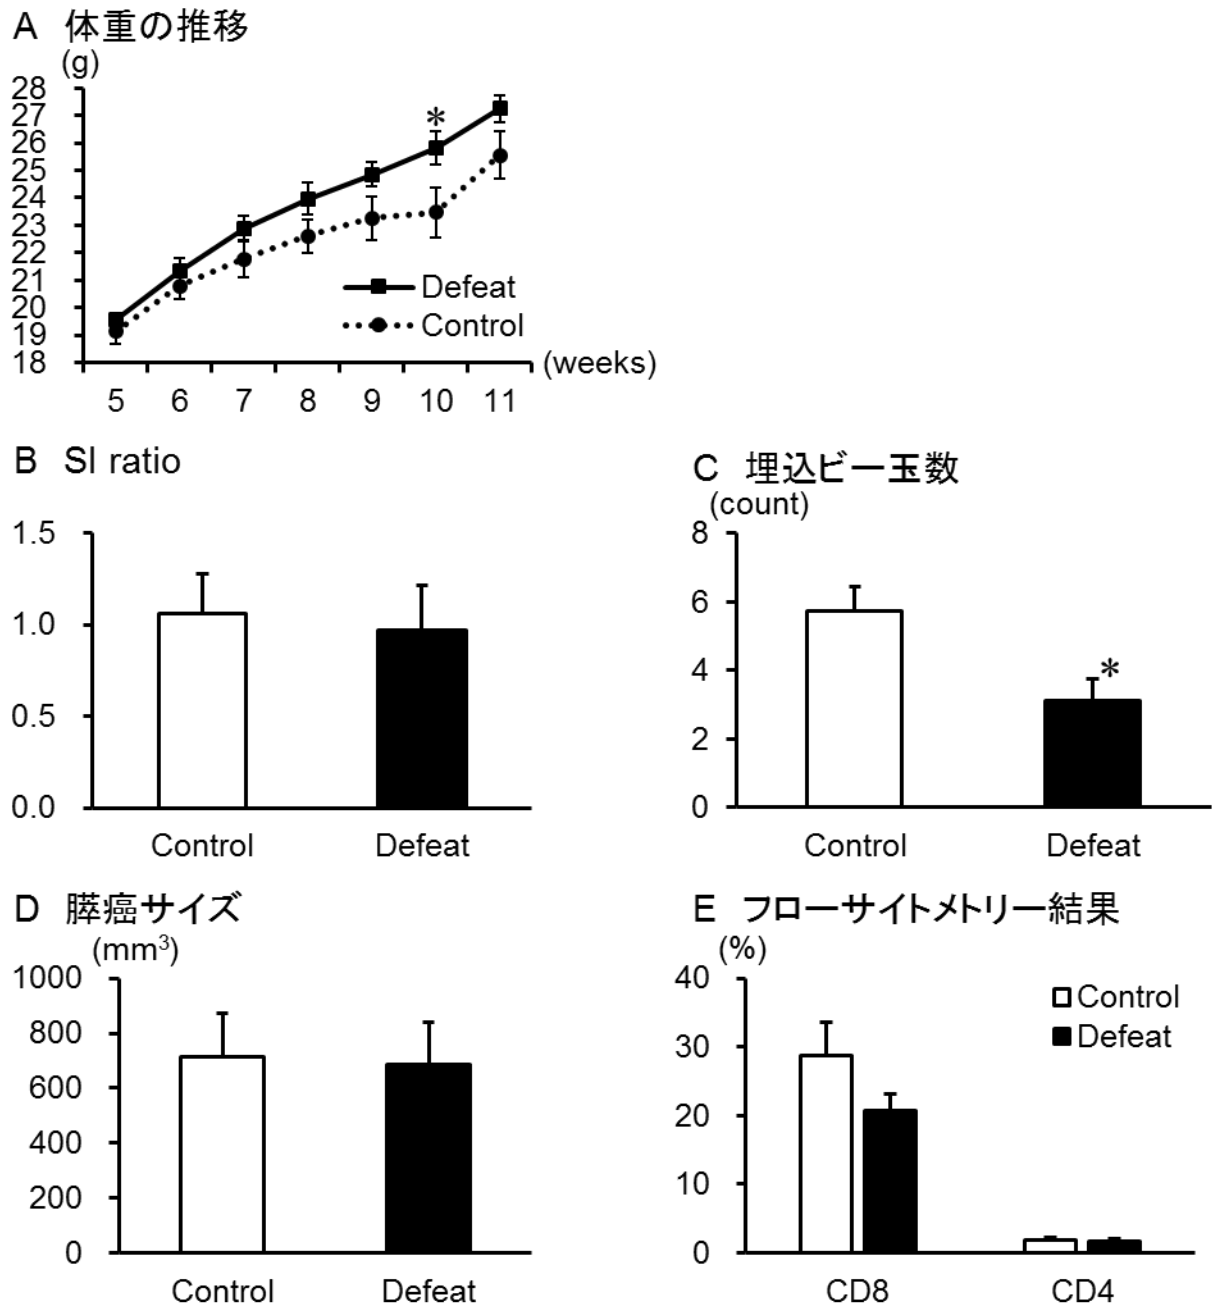 A 体重の推移
(g)
28
27
26
25
24
23
22
21
20
19
18
*
Defeat
Control
(weeks)
5 6 7 8 9 10 11
B SI ratio
1.5
1.0
0.5
0.0
Control Defeat
C 埋込ビー玉数
(count)
8
6
4
2
0
*
Control Defeat
D 膵癌サイズ
(mm³)
1000
800
600
400
200
0
Control Defeat
E フローサイトメトリー結果
(%)
40
30
20
10
0
Control
Defeat
CD8 CD4